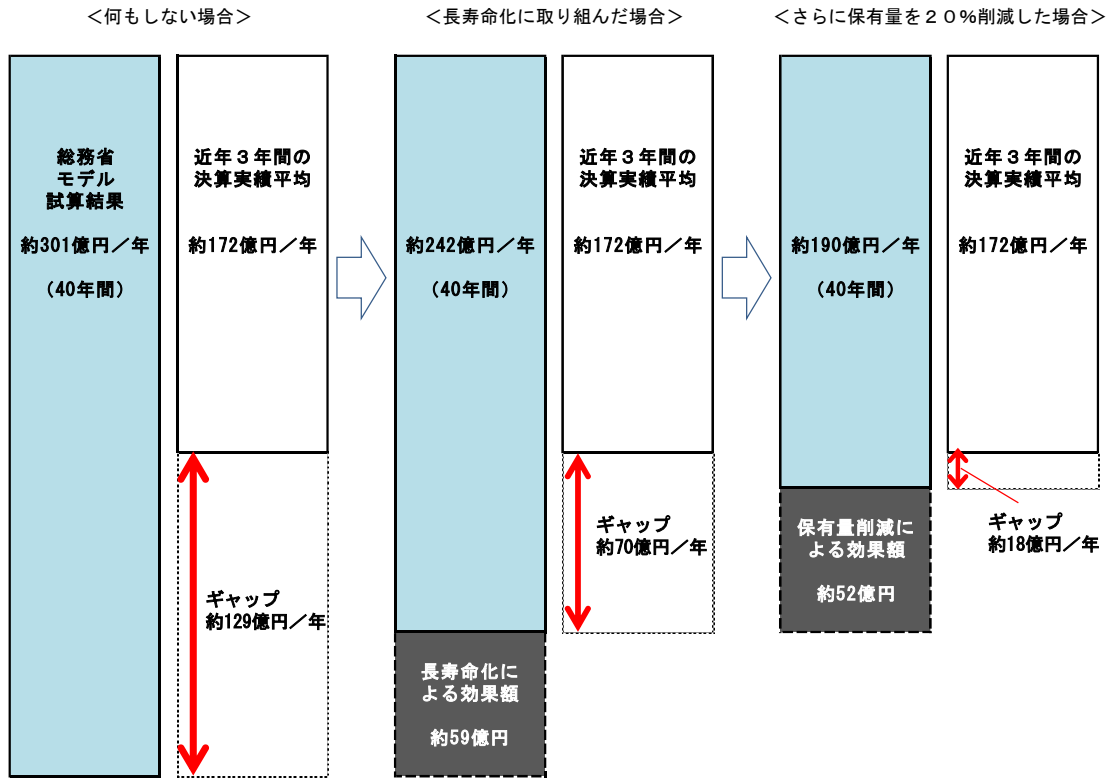 ＜何もしない場合＞
総務省
モデル
試算結果
約301億円／年
（40年間）
近年３年間の
決算実績平均
約172億円／年
ギャップ
約129億円／年
＜長寿命化に取り組んだ場合＞
約242億円／年
（40年間）
長寿命化に
よる効果額
約59億円
近年３年間の
決算実績平均
約172億円／年
ギャップ
約70億円／年
＜さらに保有量を２０％削減した場合＞
約190億円／年
（40年間）
保有量削減に
よる効果額
約52億円
近年３年間の
決算実績平均
約172億円／年
ギャップ
約18億円／年